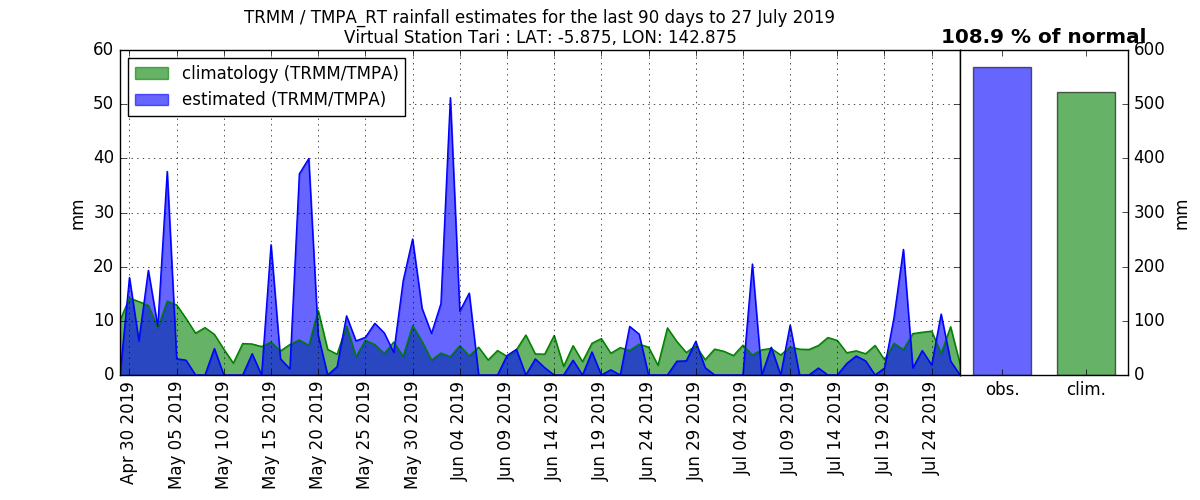 TRMM / TMPA_RT rainfall estimates for the last 90 days to 27 July 2019
Virtual Station Tari : LAT: -5.875, LON: 142.875
108.9 % of normal
climatology (TRMM/TMPA)
estimated (TRMM/TMPA)
60
50
40
30
20
10
0
mm
Apr 30 2019
May 05 2019
May 10 2019
May 15 2019
May 20 2019
May 25 2019
May 30 2019
Jun 04 2019
Jun 09 2019
Jun 14 2019
Jun 19 2019
Jun 24 2019
Jun 29 2019
Jul 04 2019
Jul 09 2019
Jul 14 2019
Jul 19 2019
Jul 24 2019
obs.
clim.
600
500
400
300
200
100
0
mm